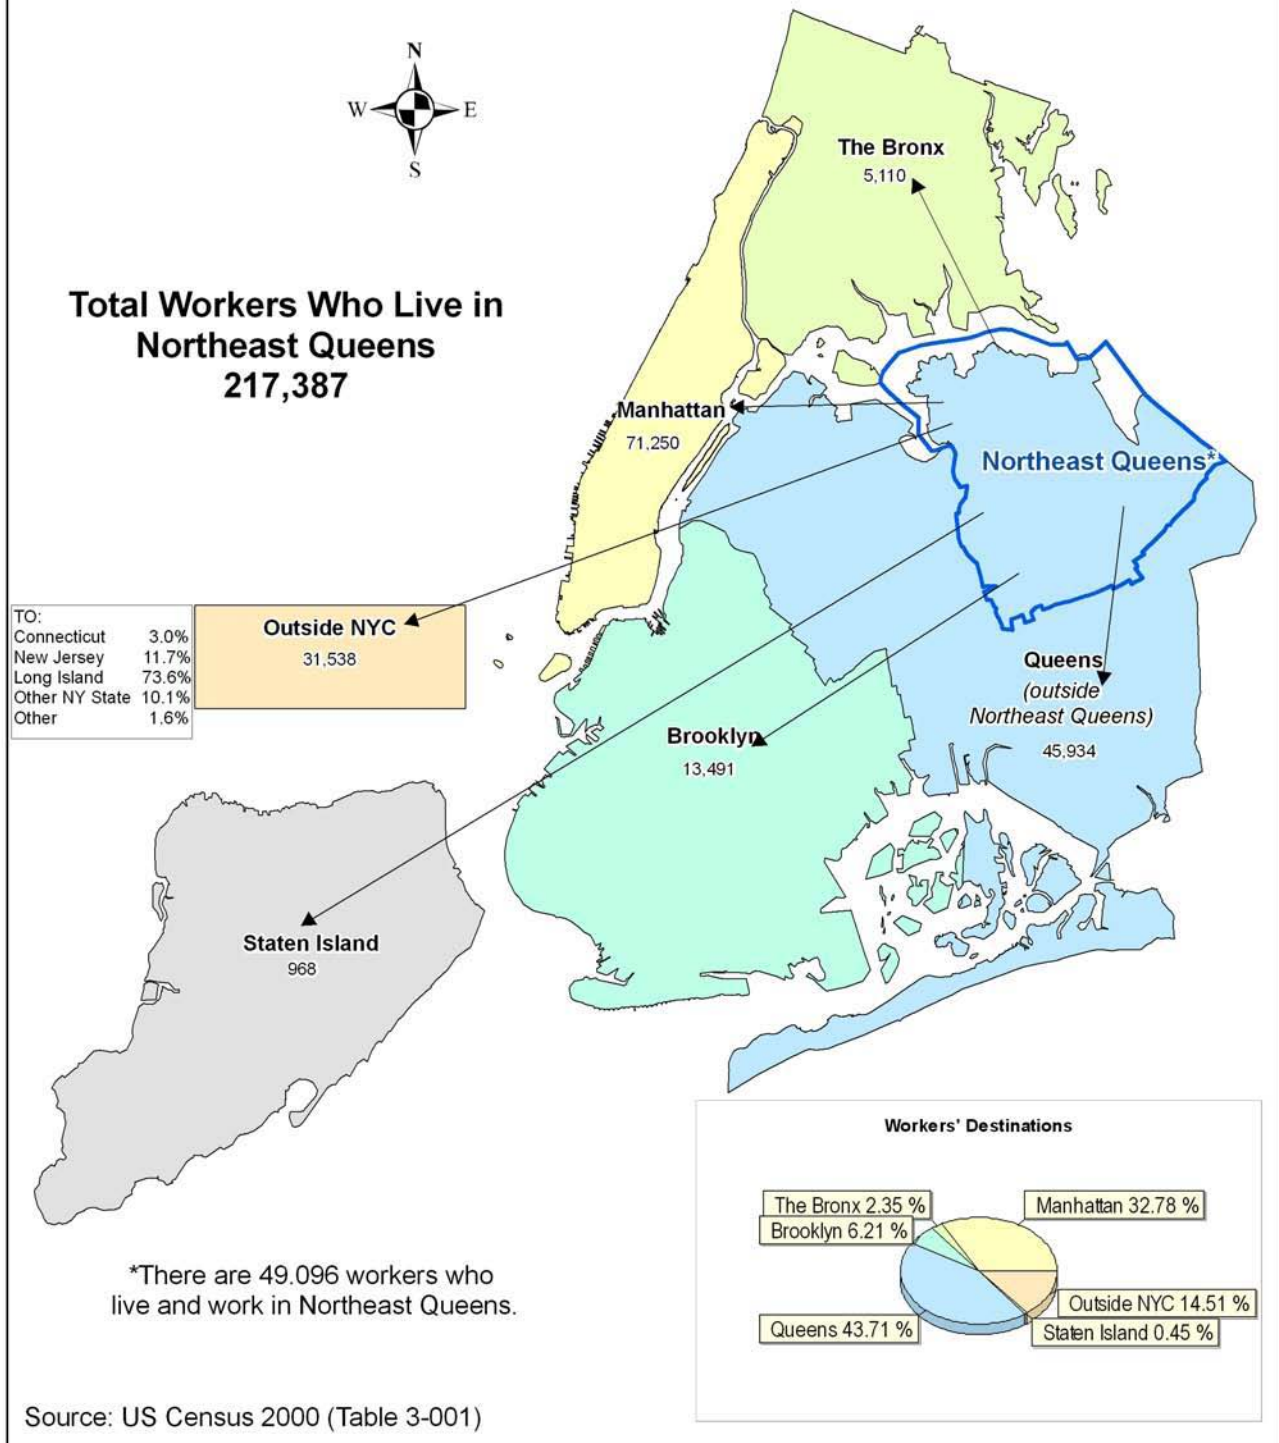 N
W E
S
Total Workers Who Live in
Northeast Queens
217,387
The Bronx
5,110
Manhattan
71,250
Northeast Queens*
TO:
Connecticut 3.0%
New Jersey 11.7%
Long Island 73.6%
Other NY State 10.1%
Other 1.6%
Outside NYC
31,538
Queens
(outside
Northeast Queens)
45,934
Brooklyn
13,491
Staten Island
968
*There are 49.096 workers who
live and work in Northeast Queens.
Workers' Destinations
The Bronx 2.35 %
Manhattan 32.78 %
Brooklyn 6.21 %
Outside NYC 14.51 %
Queens 43.71 %
Staten Island 0.45 %
Source: US Census 2000 (Table 3-001)